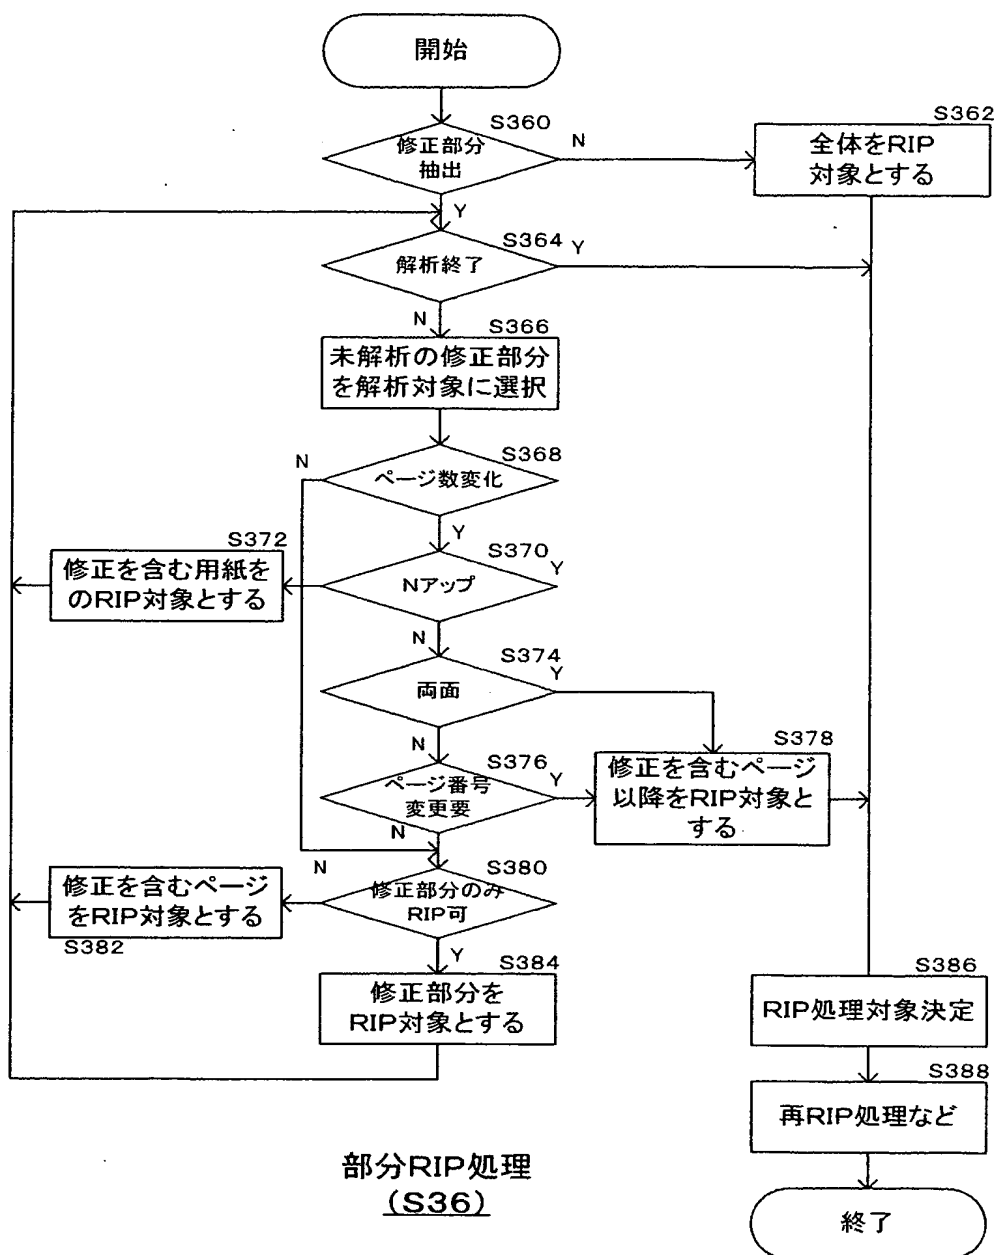 開始
S360
修正部分
抽出
N
S362
全体をRIP
対象とする
Y
S364
Y
解析終了
N
S366
未解析の修正部分
を解析対象に選択
S368
N
ページ数変化
Y
S372
修正を含む用紙を
のRIP対象とする
S370
Y
Nアップ
N
S374
Y
両面
N
S376
Y
ページ番号
変更要
N
S378
修正を含むページ
以降をRIP対象と
する
N
S380
修正部分のみ
RIP可
修正を含むページ
をRIP対象とする
S382
Y
S384
修正部分を
RIP対象とする
S386
RIP処理対象決定
S388
再RIP処理など
終了
部分RIP処理
(S36)